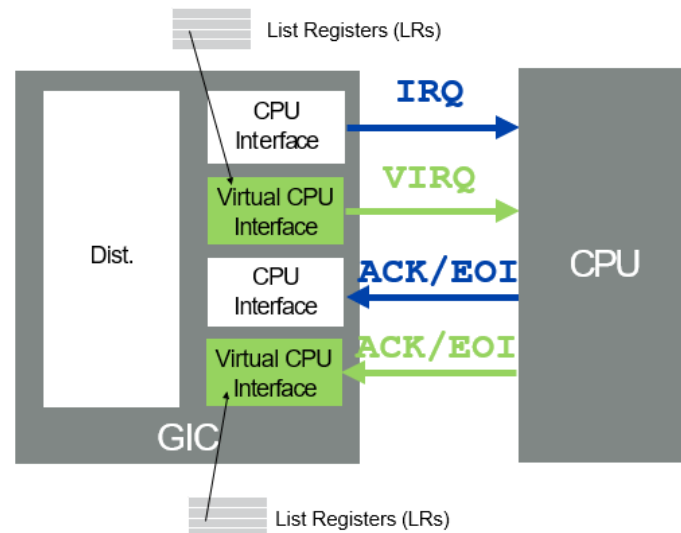 List Registers (LRs)
CPU
Interface
IRQ
Virtual CPU
Interface
VIRQ
Dist.
CPU
Interface
ACK/EOI
CPU
Virtual CPU
Interface
ACK/EOI
GIC
List Registers (LRs)